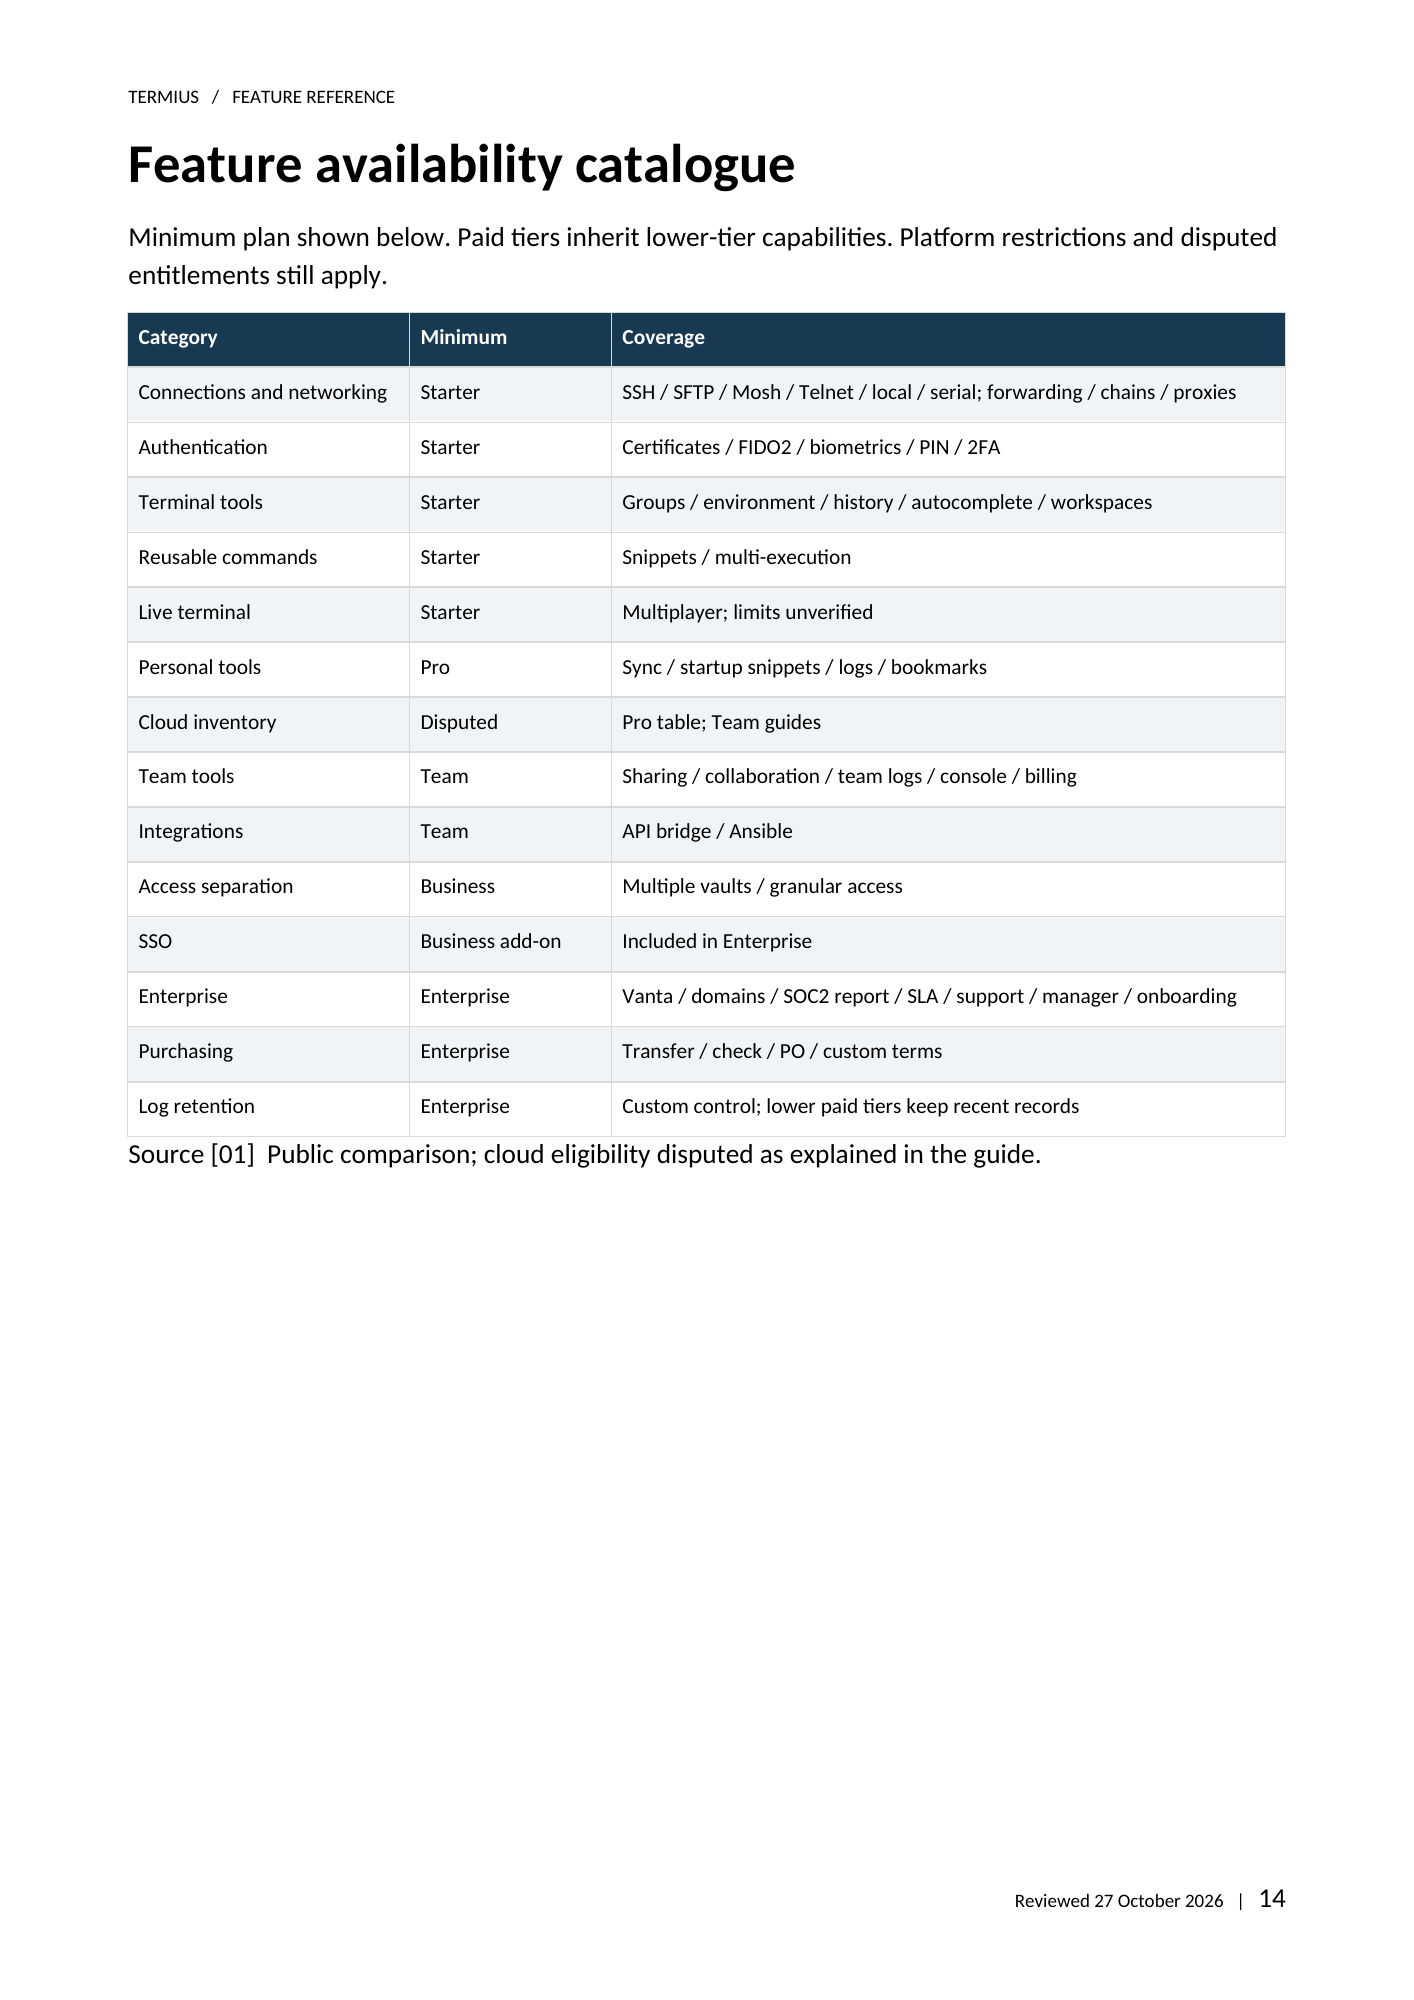 TERMIUS / FEATURE REFERENCE
Feature availability catalogue
Minimum plan shown below. Paid tiers inherit lower-tier capabilities. Platform restrictions and disputed
entitlements still apply.
Category Minimum Coverage
Connections and networking Starter SSH / SFTP / Mosh / Telnet / local / serial; forwarding / chains / proxies
Authentication Starter Certificates / FIDO2 / biometrics / PIN / 2FA
Terminal tools Starter Groups / environment / history / autocomplete / workspaces
Reusable commands Starter Snippets / multi-execution
Live terminal Starter Multiplayer; limits unverified
Personal tools Pro Sync / startup snippets / logs / bookmarks
Cloud inventory Disputed Pro table; Team guides
Team tools Team Sharing / collaboration / team logs / console / billing
Integrations Team API bridge / Ansible
Access separation Business Multiple vaults / granular access
SSO Business add-on Included in Enterprise
Enterprise Enterprise Vanta / domains / SOC2 report / SLA / support / manager / onboarding
Purchasing Enterprise Transfer / check / PO / custom terms
Log retention Enterprise Custom control; lower paid tiers keep recent records
Source [01] Public comparison; cloud eligibility disputed as explained in the guide.
Reviewed 27 October 2026 | 14